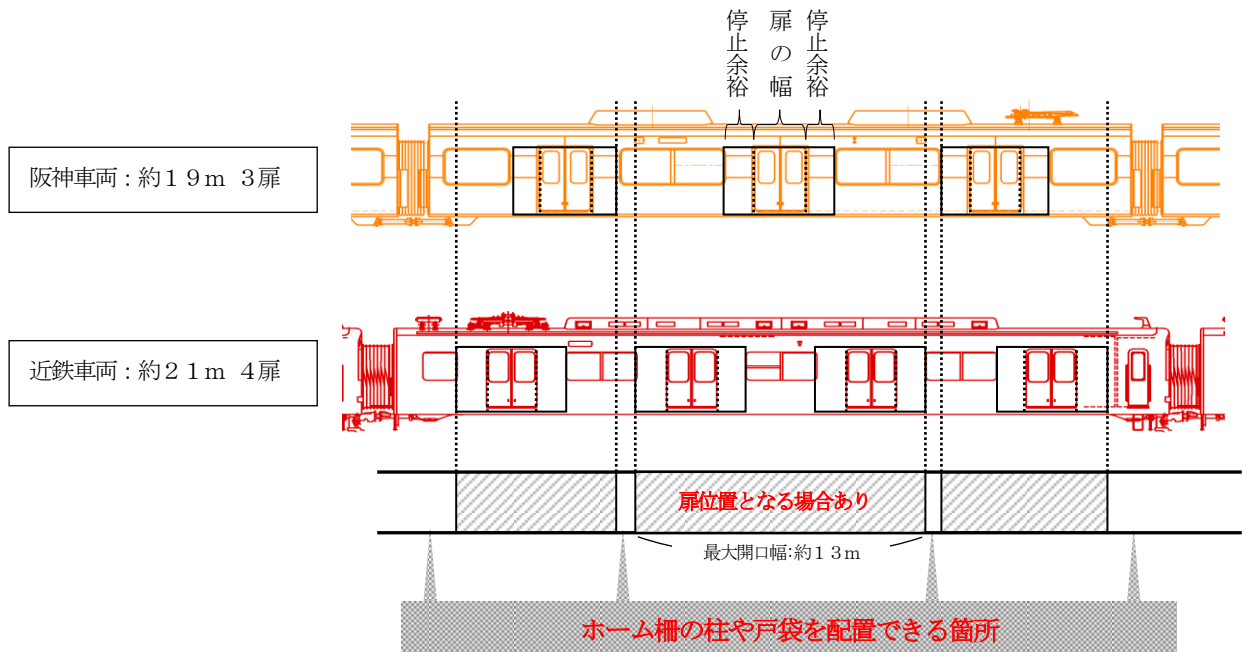 停止余裕
扉の幅
停止余裕
阪神車両：約１９ｍ ３扉
近鉄車両：約２１ｍ ４扉
扉位置となる場合あり
最大開口幅:約１３ｍ
ホーム柵の柱や戸袋を配置できる箇所